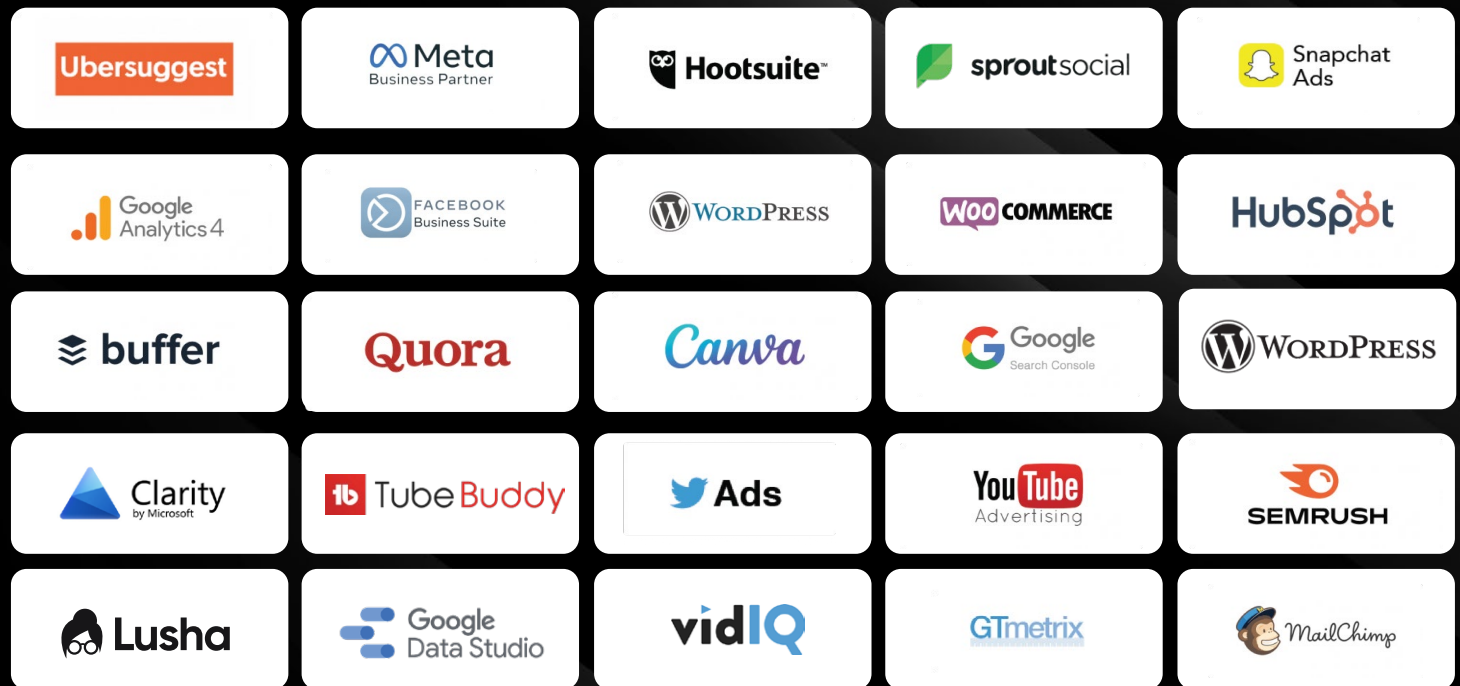 Ubersuggest
Meta
Business Partner
Hootsuite™
sproutsocial
Snapchat
Ads
Google
Analytics 4
FACEBOOK
Business Suite
WORDPRESS
WOO COMMERCE
HubSpot
buffer
Quora
Canva
Google
Search Console
WORDPRESS
Clarity
by Microsoft
tb TubeBuddy
Ads
YouTube
Advertising
SEMRUSH
Lusha
Google
Data Studio
vidIQ
GTmetrix
MailChimp